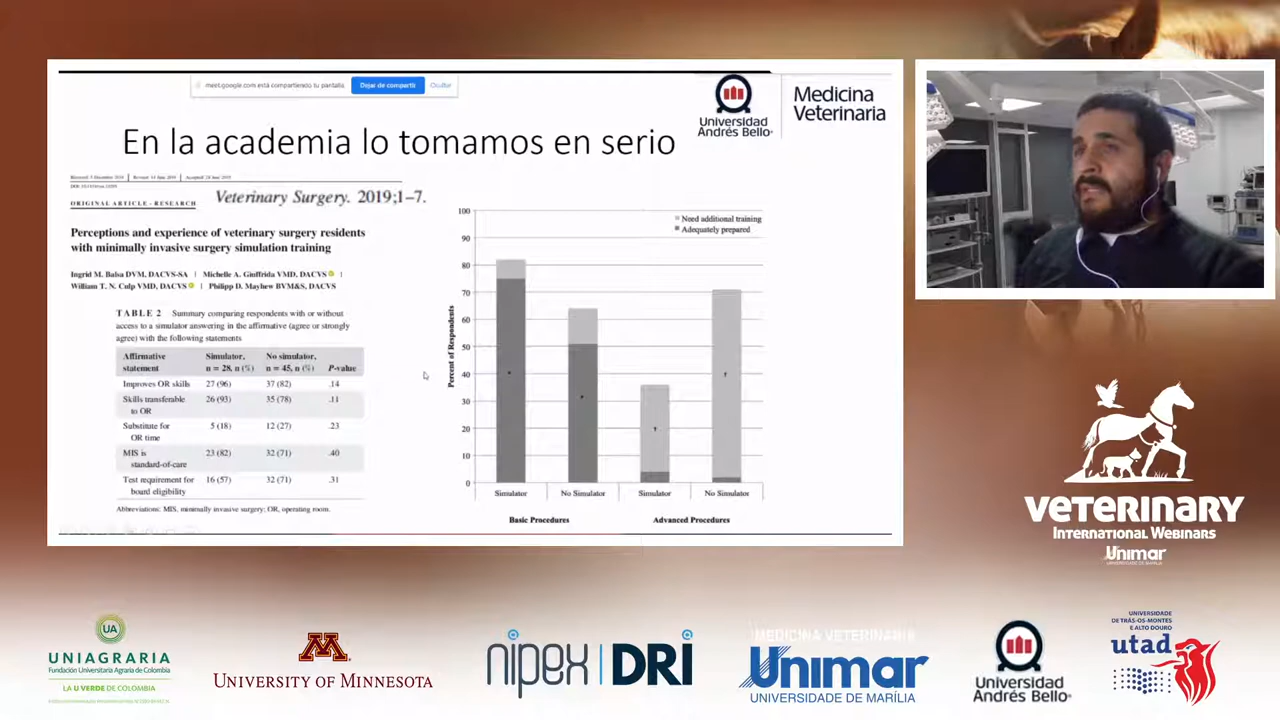 meet.google.com está compartiendo tu pantalla.
Dejar de compartir
Ocultar
Universidad
Andrés Bello
Medicina
Veterinaria
En la academia lo tomamos en serio
ORIGINAL ARTICLE - RESEARCH
Veterinary Surgery. 2019;1–7.
Perceptions and experience of veterinary surgery residents
with minimally invasive surgery simulation training
Ingrid M. Balsa DVM, DACVS-SA | Michelle A. Giuffrida VMD, DACVS |
William T. N. Culp VMD, DACVS | Philipp D. Mayhew BVM&S, DACVS
TABLE 2 Summary comparing respondents with or without
access to a simulator answering in the affirmative (agree or strongly
agree) with the following statements
Affirmative statement | Simulator, n = 28, n (%) | No simulator, n = 45, n (%) | P-value
Improves OR skills 27 (96) 37 (82) .14
Skills transferable to OR 26 (93) 35 (78) .11
Substitute for OR time 5 (18) 12 (27) .23
MIS is standard-of-care 23 (82) 32 (71) .40
Test requirement for board eligibility 16 (57) 32 (71) .31
Abbreviations: MIS, minimally invasive surgery; OR, operating room.
Need additional training
Adequately prepared
Percent of Respondents
100
90
80
70
60
50
40
30
20
10
0
Simulator
No Simulator
Simulator
No Simulator
Basic Procedures
Advanced Procedures
VETERINARY
INTERNATIONAL WEBINARS
Unimar
UNIVERSIDADE DE MARÍLIA
UA
UNIAGRARIA
Fundación Universitaria Agraria de Colombia
LA U VERDE DE COLOMBIA
M
UNIVERSITY OF MINNESOTA
nipex | DRI
MEDICINA VETERINÁRIA
Unimar
UNIVERSIDADE DE MARÍLIA
Universidad
Andrés Bello
UNIVERSIDADE
DE TRÁS-OS-MONTES
E ALTO DOURO
utad